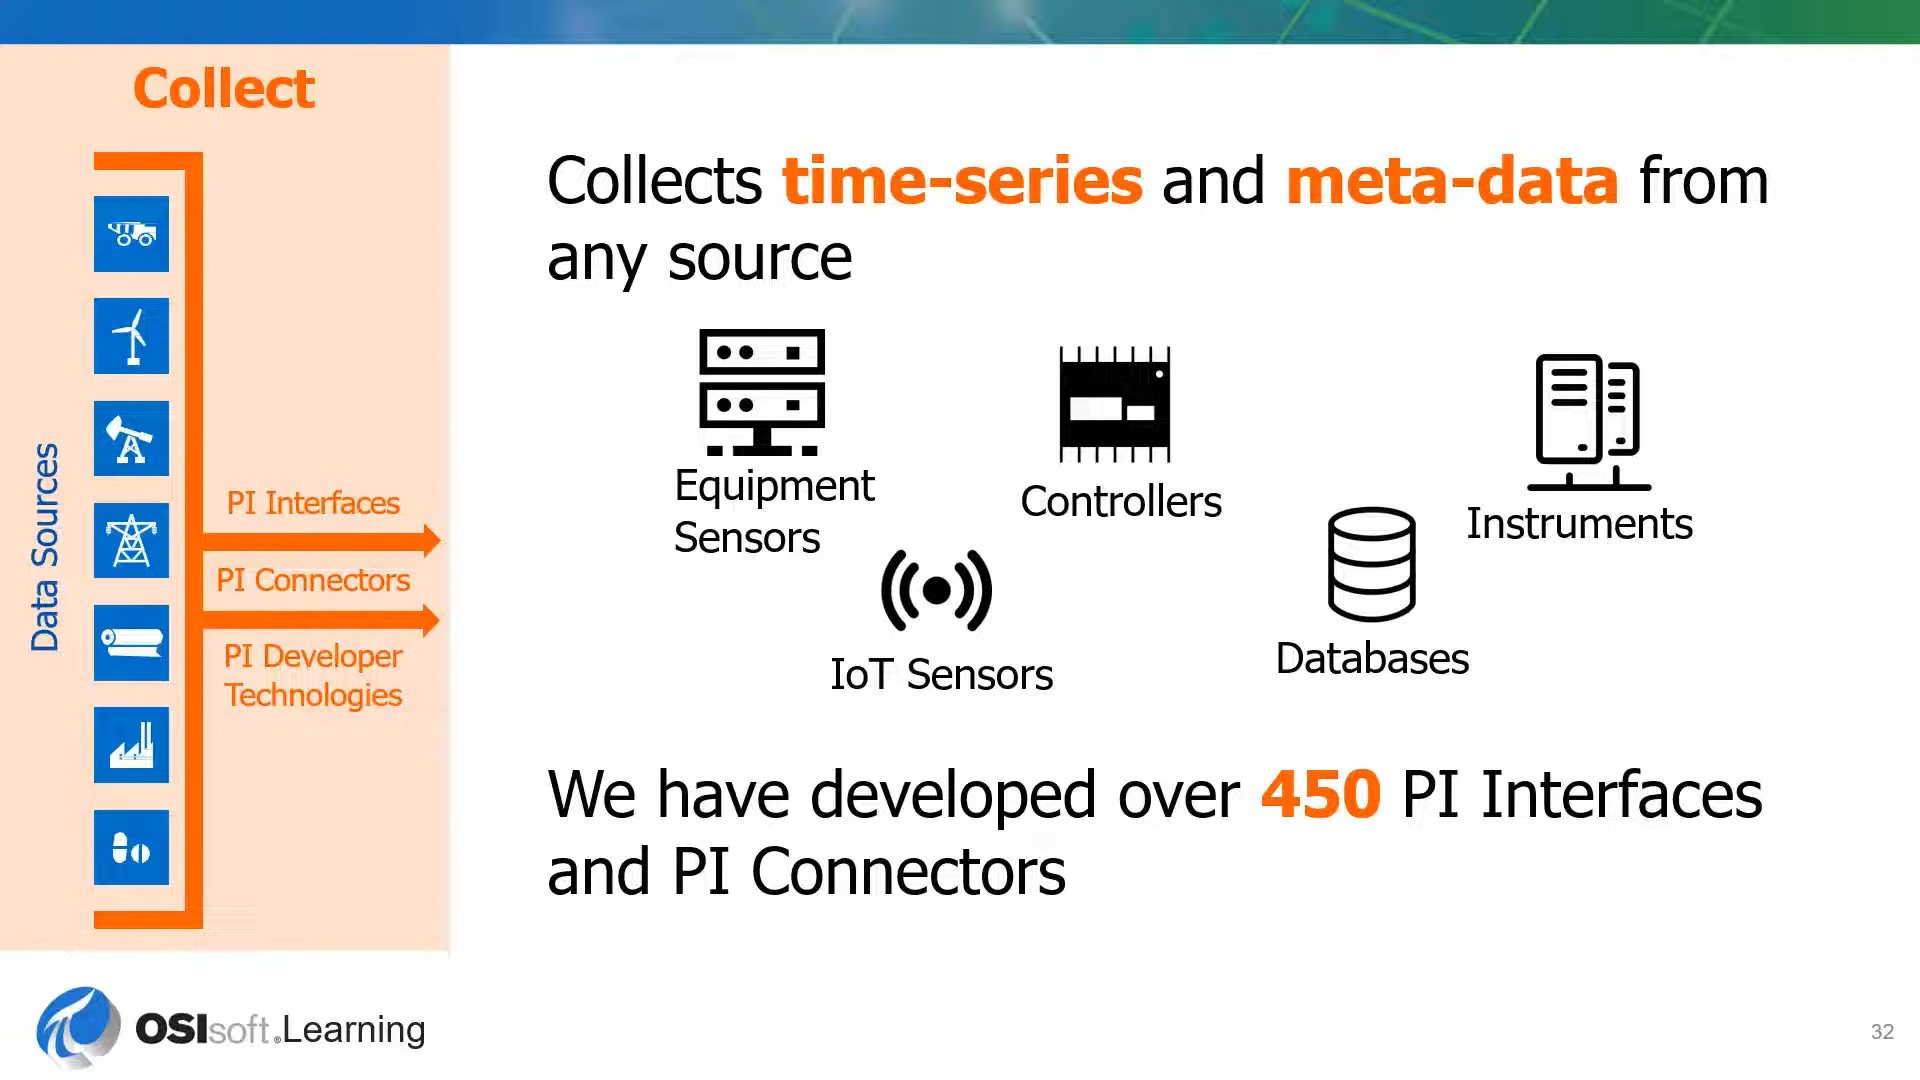 Collect
Data Sources
PI Interfaces
PI Connectors
PI Developer
Technologies
Collects time-series and meta-data from
any source
Equipment
Sensors
Controllers
Instruments
IoT Sensors
Databases
We have developed over 450 PI Interfaces
and PI Connectors
OSIsoft.Learning
32